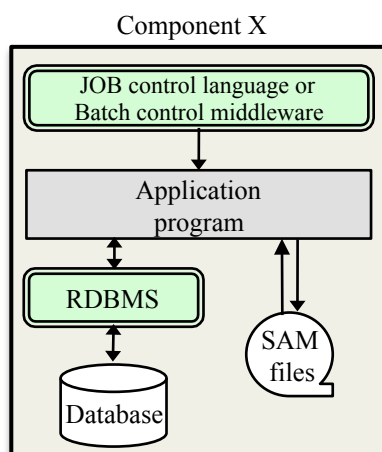 Component X
JOB control language or
Batch control middleware
Application
program
RDBMS
SAM
files
Database